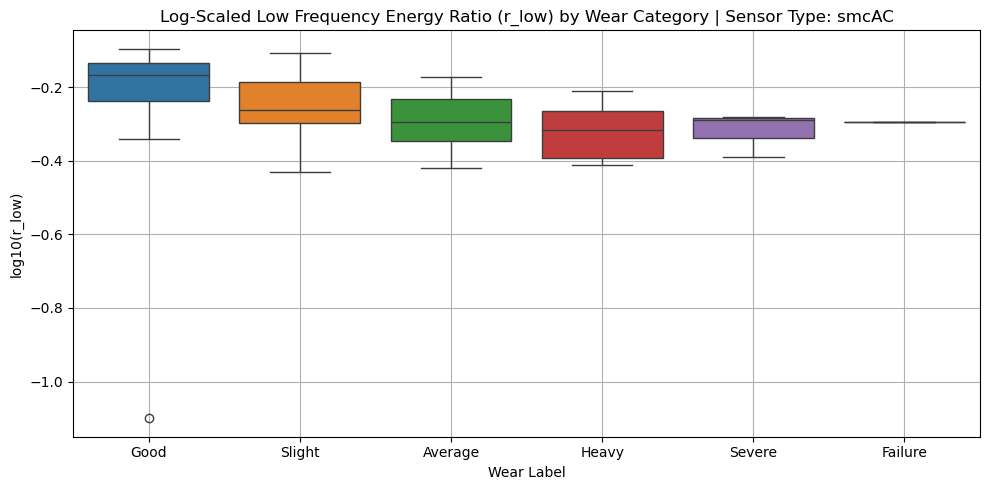 Log-Scaled Low Frequency Energy Ratio (r_low) by Wear Category | Sensor Type: smcAC
−0.2
−0.4
−0.6
−0.8
−1.0
log10(r_low)
Good Slight Average Heavy Severe Failure
Wear Label